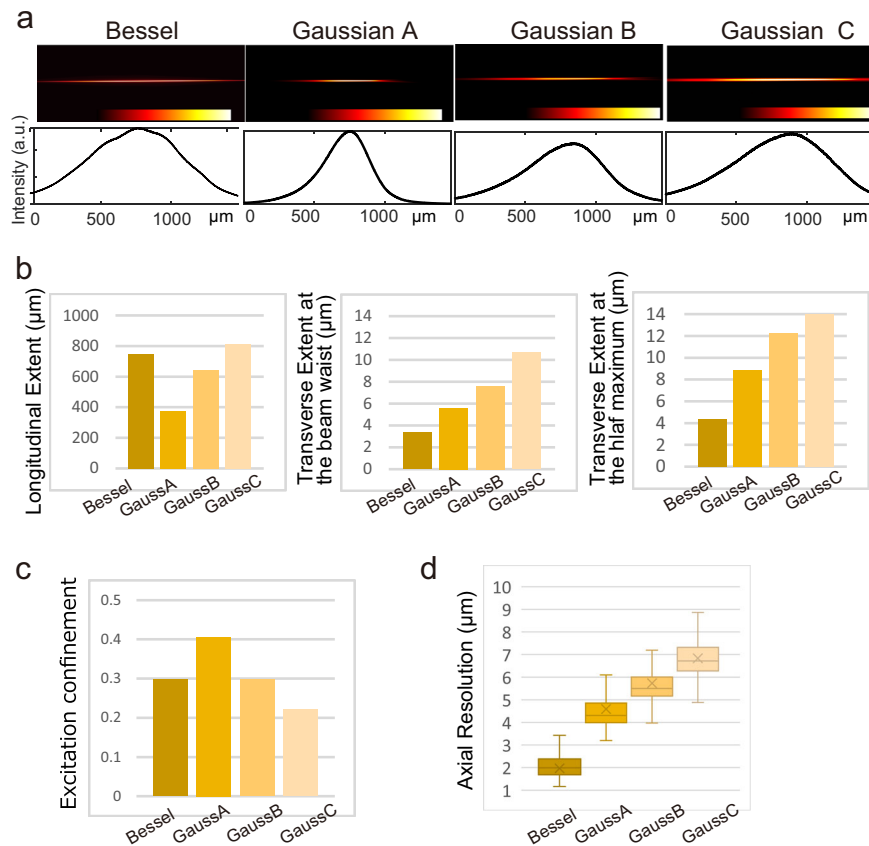 a
Bessel
Gaussian A
Gaussian B
Gaussian C
Intensity (a.u.)
0 500 1000 µm
0 500 1000 µm
0 500 1000 µm
0 500 1000 µm
b
Longitudinal Extent (µm)
1000
800
600
400
200
0
Bessel
GaussA
GaussB
GaussC
Transverse Extent at
the beam waist (µm)
14
12
10
8
6
4
2
0
Bessel
GaussA
GaussB
GaussC
Transverse Extent at
the hlaf maximum (µm)
14
12
10
8
6
4
2
0
Bessel
GaussA
GaussB
GaussC
c
Excitation confinement
0.5
0.4
0.3
0.2
0.1
0
Bessel
GaussA
GaussB
GaussC
d
Axial Resolution (µm)
10
9
8
7
6
5
4
3
2
1
Bessel
GaussA
GaussB
GaussC